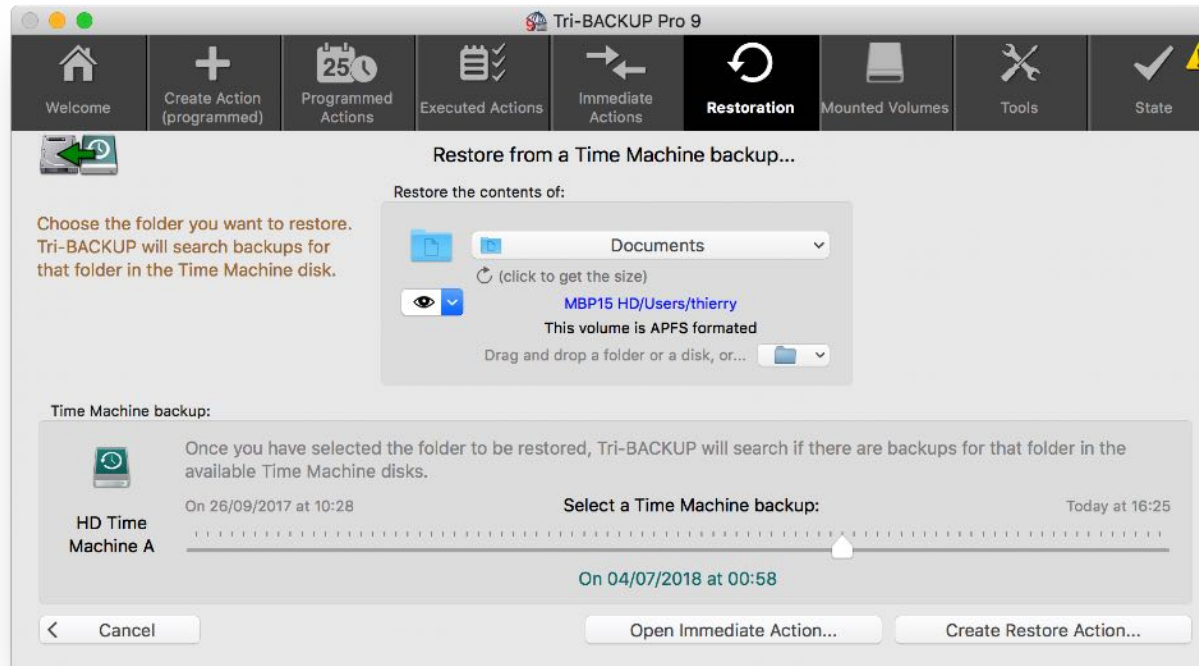 Tri-BACKUP Pro 9
Welcome
Create Action
(programmed)
25
Programmed
Actions
Executed Actions
Immediate
Actions
Restoration
Mounted Volumes
Tools
State
Restore from a Time Machine backup...
Restore the contents of:
Choose the folder you want to restore.
Tri-BACKUP will search backups for
that folder in the Time Machine disk.
Documents
(click to get the size)
MBP15 HD/Users/thierry
This volume is APFS formated
Drag and drop a folder or a disk, or...
Time Machine backup:
Once you have selected the folder to be restored, Tri-BACKUP will search if there are backups for that folder in the
available Time Machine disks.
On 26/09/2017 at 10:28
Select a Time Machine backup:
Today at 16:25
HD Time
Machine A
On 04/07/2018 at 00:58
Cancel
Open Immediate Action...
Create Restore Action...